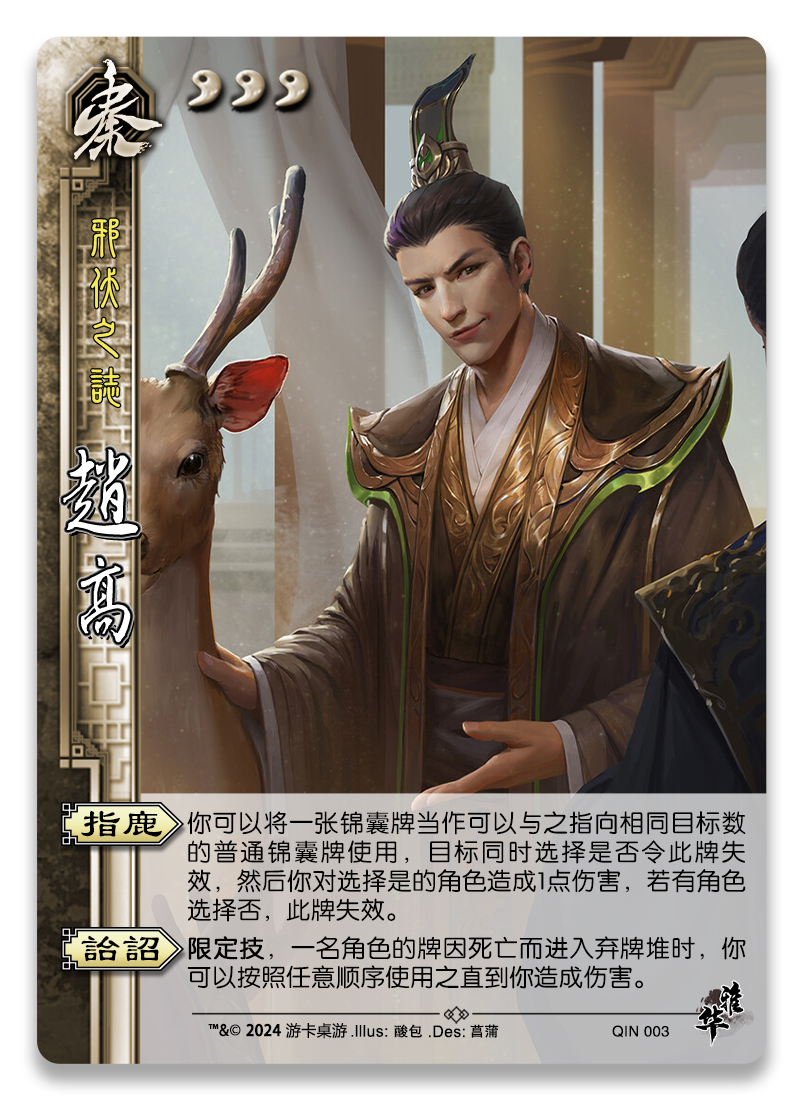 秦
邪伏之誌
趙高
指鹿
你可以将一张锦囊牌当作可以与之指向相同目标数
的普通锦囊牌使用，目标同时选择是否令此牌失
效，然后你对选择是的角色造成1点伤害，若有角色
选择否，此牌失效。
詒詔
限定技，一名角色的牌因死亡而进入弃牌堆时，你
可以按照任意顺序使用之直到你造成伤害。
™&© 2024 游卡桌游 .Illus: 酸包 .Des: 菖蒲
QIN 003
雅华